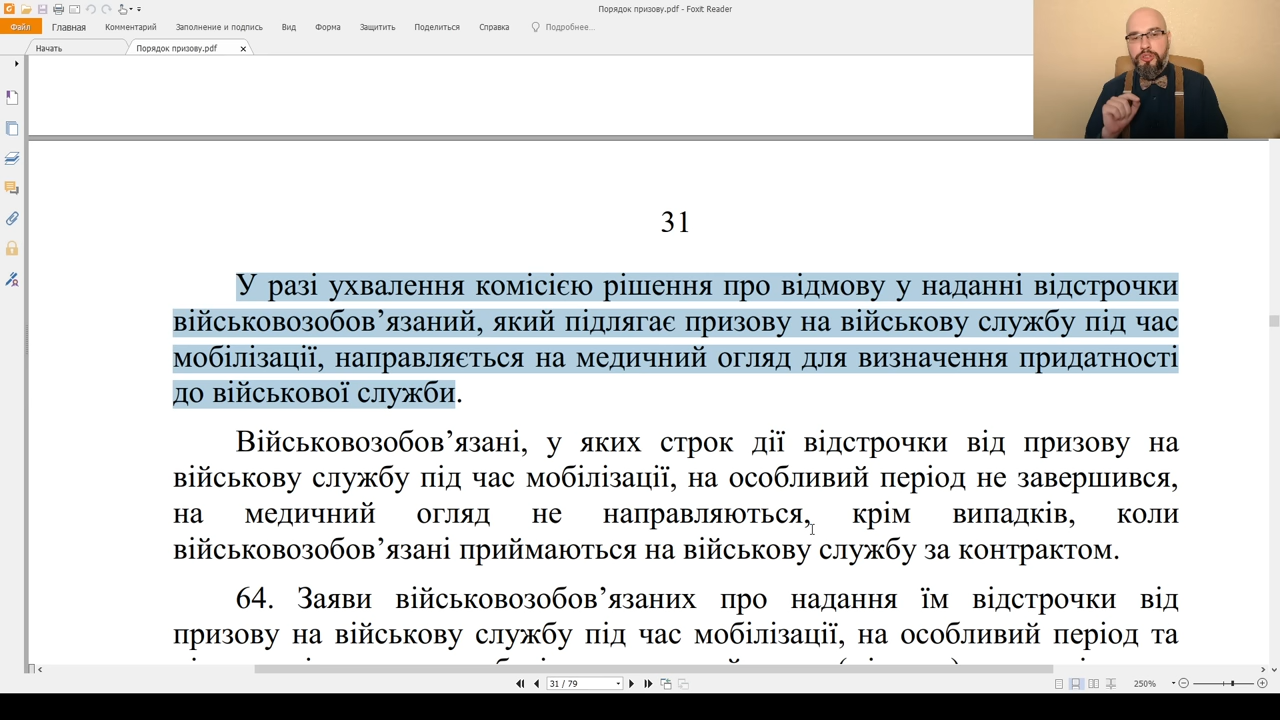 Порядок призову.pdf - Foxit Reader
Файл Главная Комментарий Заполнение и подпись Вид Форма Защитить Поделиться Справка Подробнее...
Начать Порядок призову.pdf
31
У разі ухвалення комісією рішення про відмову у наданні відстрочки
військовозобов’язаний, який підлягає призову на військову службу під час
мобілізації, направляється на медичний огляд для визначення придатності
до військової служби.
Військовозобов’язані, у яких строк дії відстрочки від призову на
військову службу під час мобілізації, на особливий період не завершився,
на медичний огляд не направляються, крім випадків, коли
військовозобов’язані приймаються на військову службу за контрактом.
64. Заяви військовозобов’язаних про надання їм відстрочки від
призову на військову службу під час мобілізації, на особливий період та
31 / 79 250%